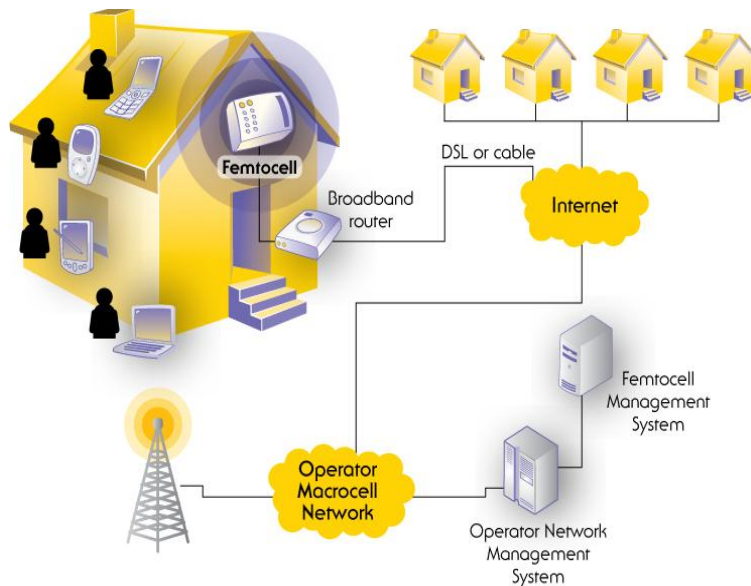 Femtocell
Broadband
router
DSL or cable
Internet
Femtocell
Management
System
Operator
Macrocell
Network
Operator Network
Management
System